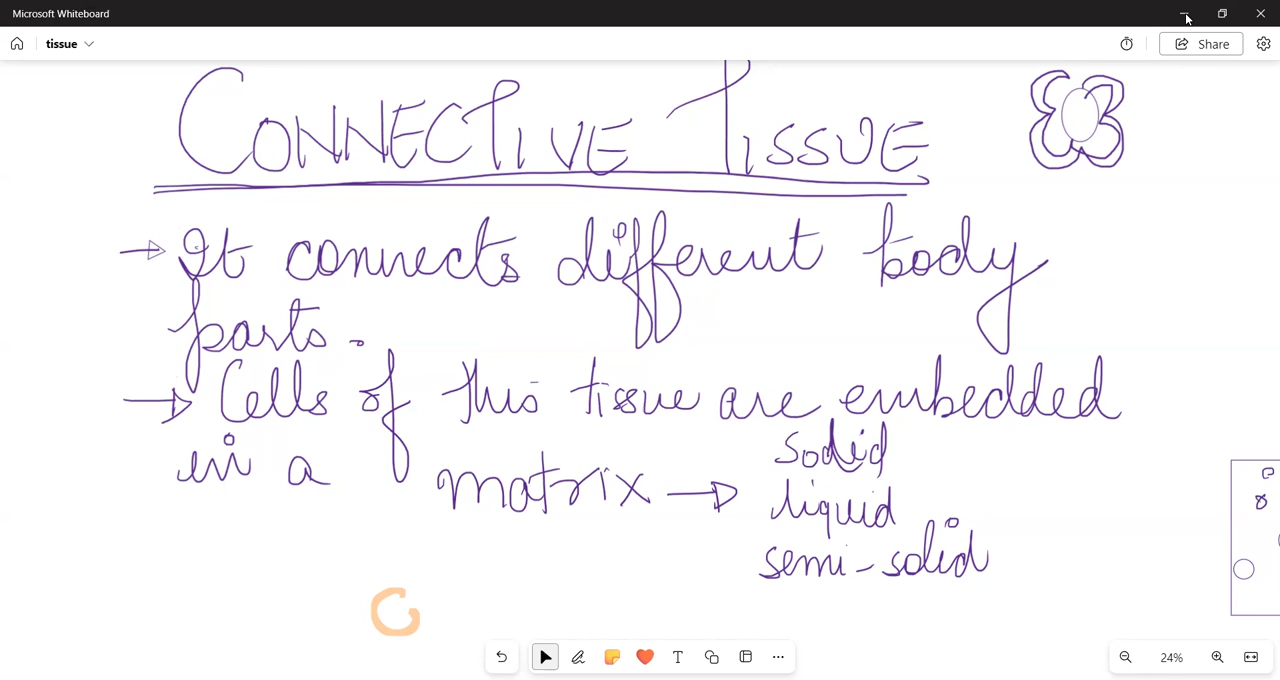 Microsoft Whiteboard
tissue
Share
CONNECTIVE TISSUE
→ It connects different body
parts.
→ Cells of this tissue are embedded
in a matrix → solid
liquid
semi-solid
24%